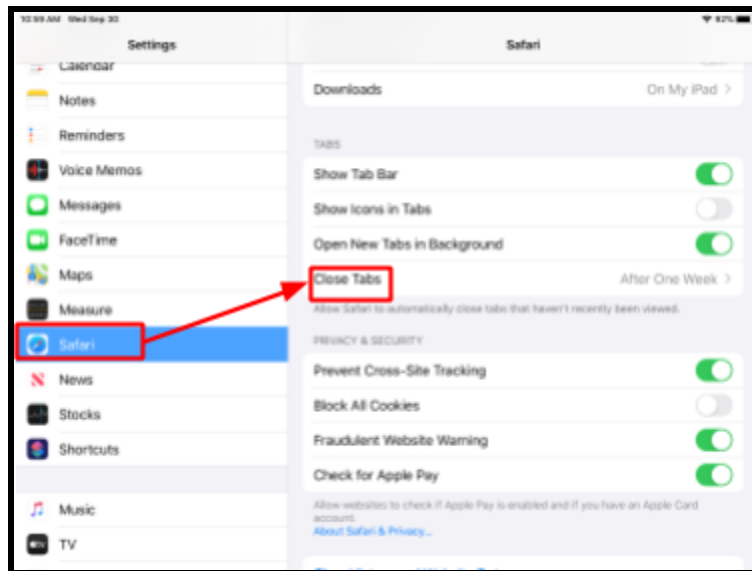 10:59 AM Wed Sep 30
82%
Settings
Safari
Calendar
Notes
Reminders
Voice Memos
Messages
FaceTime
Maps
Measure
Safari
News
Stocks
Shortcuts
Music
TV
Downloads
On My iPad
TABS
Show Tab Bar
Show Icons in Tabs
Open New Tabs in Background
Close Tabs
After One Week
Allow Safari to automatically close tabs that haven't recently been viewed.
PRIVACY & SECURITY
Prevent Cross-Site Tracking
Block All Cookies
Fraudulent Website Warning
Check for Apple Pay
Allow websites to check if Apple Pay is enabled and if you have an Apple Card
account.
About Safari & Privacy...